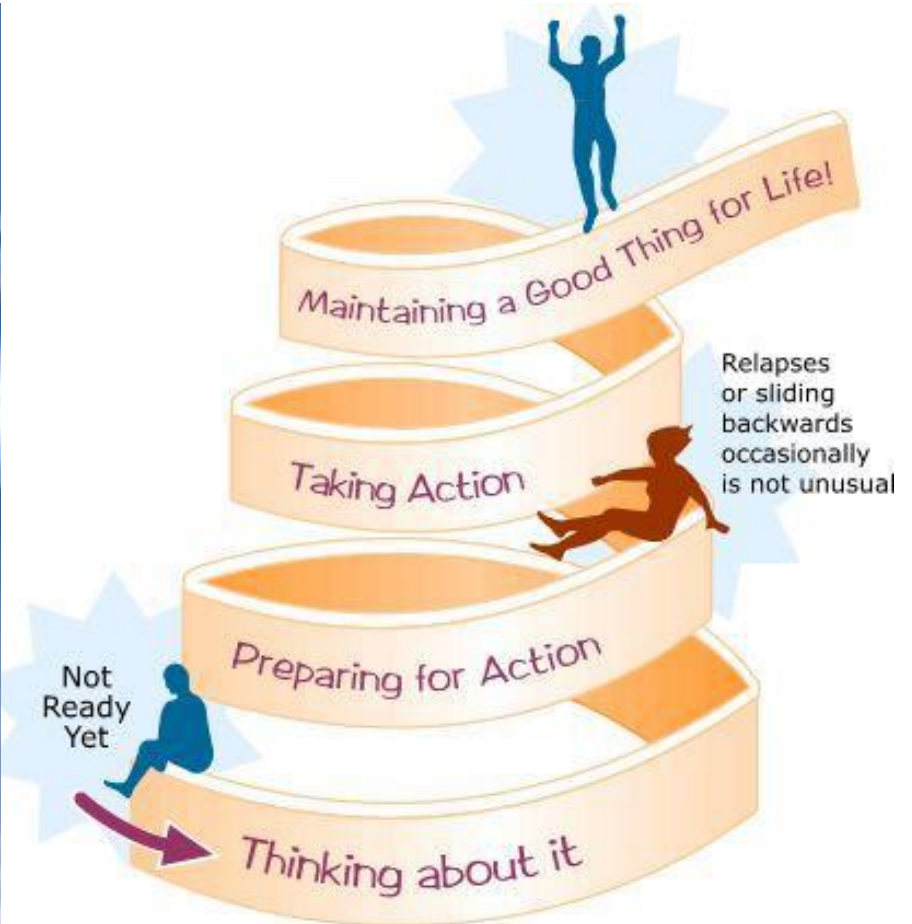 Maintaining a Good Thing for Life!
Relapses
or sliding
backwards
occasionally
is not unusual
Taking Action
Preparing for Action
Not
Ready
Yet
Thinking about it